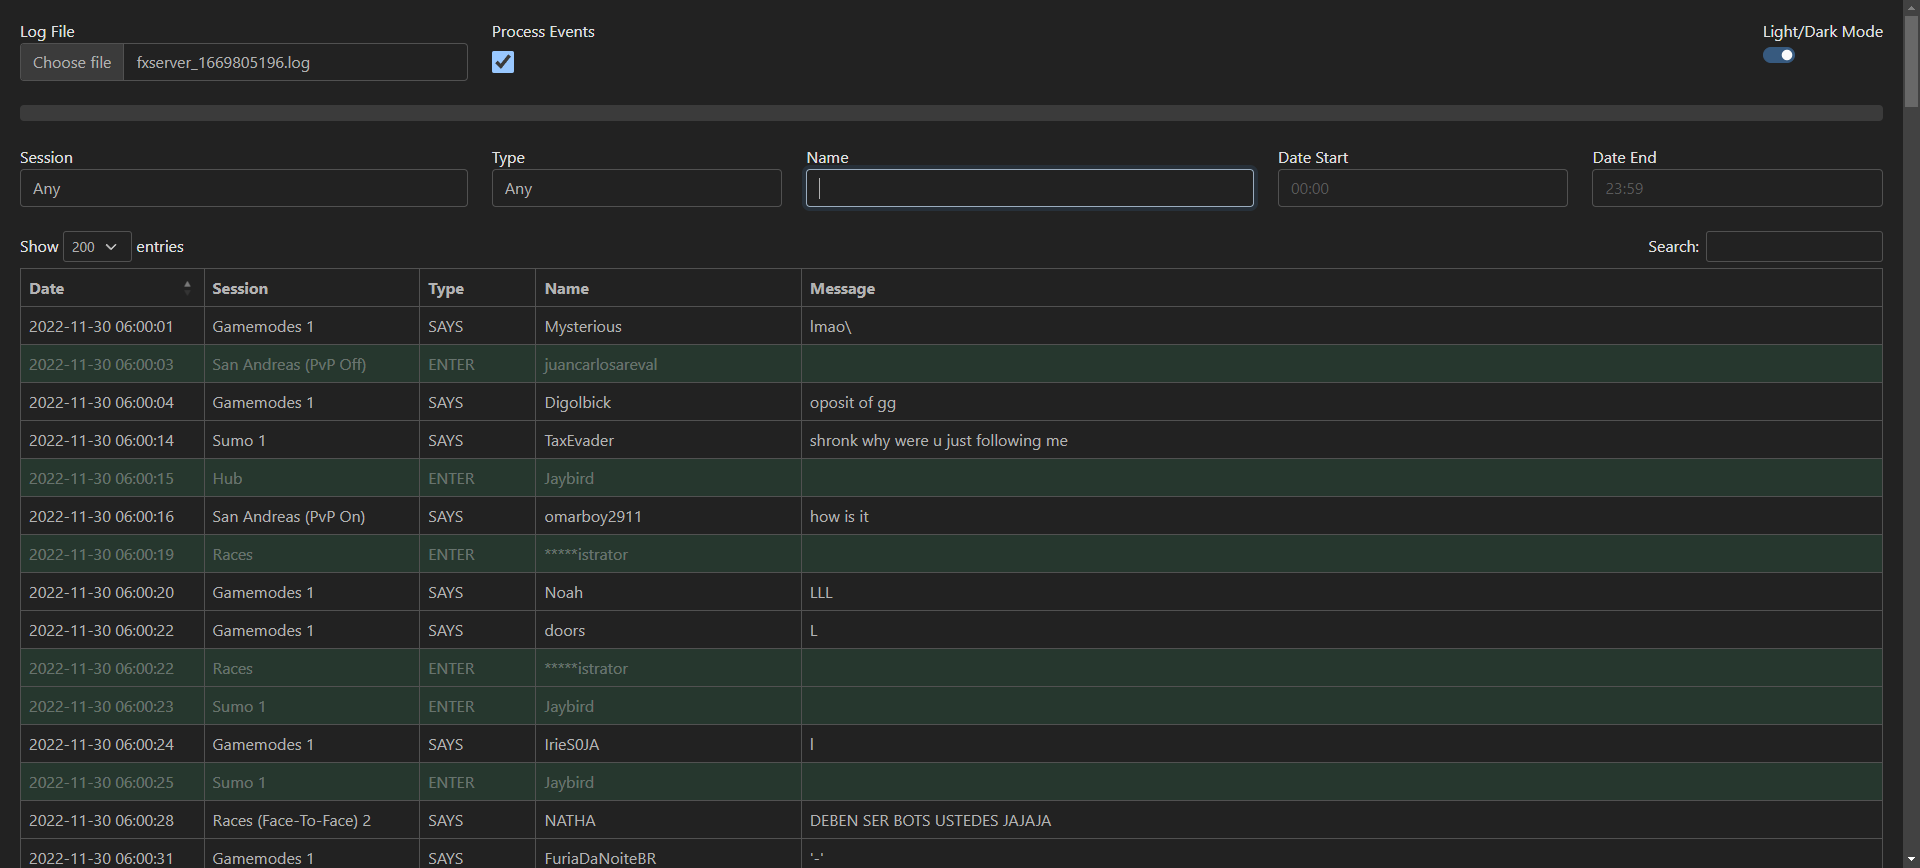 Log File Process Events Light/Dark Mode
Choose file fxserver_1669805196.log
Session Type Name Date Start Date End
Any Any 00:00 23:59
Show 200 entries Search:
Date Session Type Name Message
2022-11-30 06:00:01 Gamemodes 1 SAYS Mysterious lmao\
2022-11-30 06:00:03 San Andreas (PvP Off) ENTER juancarlosareval
2022-11-30 06:00:04 Gamemodes 1 SAYS Digolbick oposit of gg
2022-11-30 06:00:14 Sumo 1 SAYS TaxEvader shronk why were u just following me
2022-11-30 06:00:15 Hub ENTER Jaybird
2022-11-30 06:00:16 San Andreas (PvP On) SAYS omarboy2911 how is it
2022-11-30 06:00:19 Races ENTER *****istrator
2022-11-30 06:00:20 Gamemodes 1 SAYS Noah LLL
2022-11-30 06:00:22 Gamemodes 1 SAYS doors L
2022-11-30 06:00:22 Races ENTER *****istrator
2022-11-30 06:00:23 Sumo 1 ENTER Jaybird
2022-11-30 06:00:24 Gamemodes 1 SAYS IrieS0JA l
2022-11-30 06:00:25 Sumo 1 ENTER Jaybird
2022-11-30 06:00:28 Races (Face-To-Face) 2 SAYS NATHA DEBEN SER BOTS USTEDES JAJAJA
2022-11-30 06:00:31 Gamemodes 1 SAYS FuriaDaNoiteBR '-'